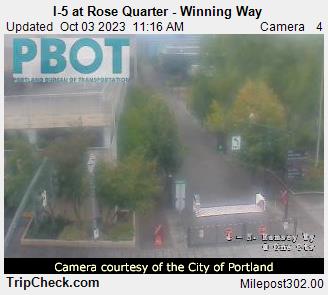 I-5 at Rose Quarter - Winning Way
Updated Oct 03 2023 11:16 AM Camera 4
PBOT
PORTLAND BUREAU OF TRANSPORTATION
Ramsay
Camera courtesy of the City of Portland
TripCheck.com Milepost302.00